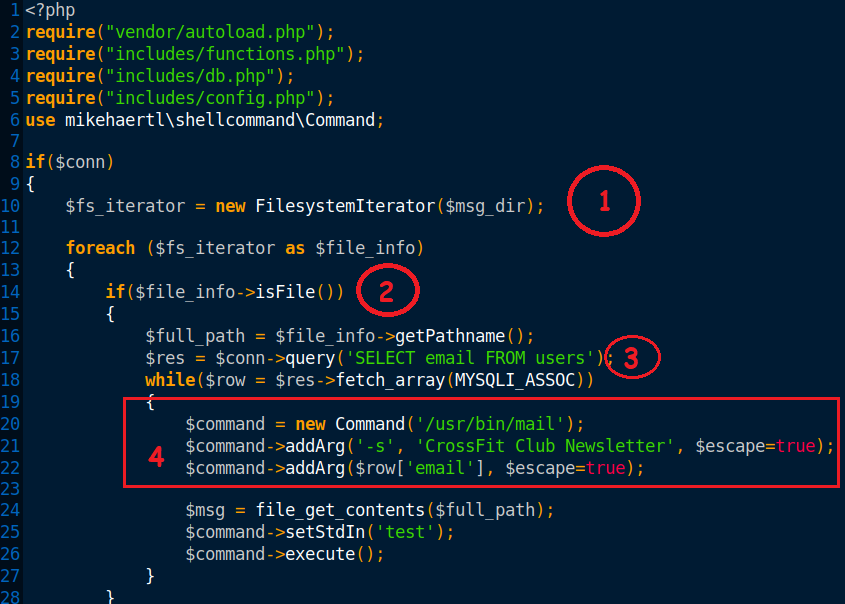 1 <?php
2 require("vendor/autoload.php");
3 require("includes/functions.php");
4 require("includes/db.php");
5 require("includes/config.php");
6 use mikehaertl\shellcommand\Command;
7
8 if($conn)
9 {
10 $fs_iterator = new FilesystemIterator($msg_dir); 1
11
12 foreach ($fs_iterator as $file_info)
13 {
14 if($file_info->isFile()) 2
15 {
16 $full_path = $file_info->getPathname();
17 $res = $conn->query('SELECT email FROM users'); 3
18 while($row = $res->fetch_array(MYSQLI_ASSOC))
19 {
20 $command = new Command('/usr/bin/mail');
21 4 $command->addArg('-s', 'CrossFit Club Newsletter', $escape=true);
22 $command->addArg($row['email'], $escape=true);
23
24 $msg = file_get_contents($full_path);
25 $command->setStdIn('test');
26 $command->execute();
27 }
28 }